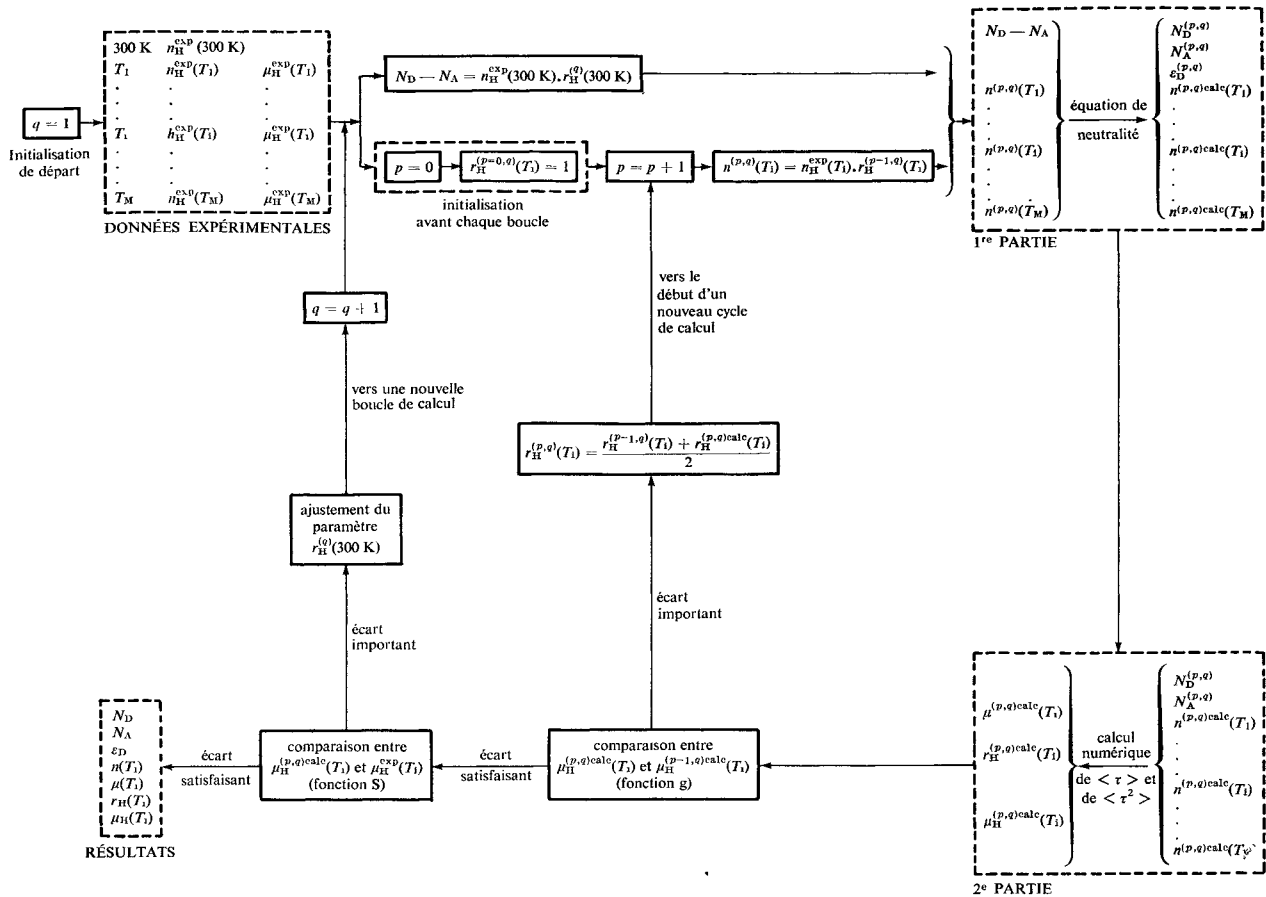 q = 1
Initialisation
de départ
300 K n_H^exp (300 K)
T_1 n_H^exp(T_1) μ_H^exp(T_1)
.
.
.
T_i h_H^exp(T_i) μ_H^exp(T_i)
.
.
.
T_M n_H^exp(T_M) μ_H^exp(T_M)
DONNÉES EXPÉRIMENTALES
N_D — N_A = n_H^exp(300 K). r_H^(q)(300 K)
p = 0
r_H^(p=0,q)(T_i) = 1
initialisation
avant chaque boucle
p = p + 1
n^(p,q)(T_i) = n_H^exp(T_i). r_H^(p−1,q)(T_i)
N_D — N_A
n^(p,q)(T_1)
.
.
n^(p,q)(T_i)
.
.
.
n^(p,q)(T_M)
équation de
neutralité
N_D^(p,q)
N_A^(p,q)
ε_D^(p,q)
n^(p,q)calc(T_1)
.
.
.
n^(p,q)calc(T_i)
.
.
.
n^(p,q)calc(T_M)
1re PARTIE
q = q + 1
vers le
début d'un
nouveau cycle
de calcul
vers une nouvelle
boucle de calcul
r_H^(p,q)(T_i) = (r_H^(p−1,q)(T_i) + r_H^(p,q)calc(T_i)) / 2
ajustement du
paramètre
r_H^(q)(300 K)
écart
important
écart
important
N_D
N_A
ε_D
n(T_i)
μ(T_i)
r_H(T_i)
μ_H(T_i)
RÉSULTATS
écart
satisfaisant
comparaison entre
μ_H^(p,q)calc(T_i) et μ_H^exp(T_i)
(fonction S)
écart
satisfaisant
comparaison entre
μ_H^(p,q)calc(T_i) et μ_H^(p−1,q)calc(T_i)
(fonction g)
μ^(p,q)calc(T_i)
r_H^(p,q)calc(T_i)
μ_H^(p,q)calc(T_i)
calcul
numérique
de < τ > et
de < τ² >
N_D^(p,q)
N_A^(p,q)
n^(p,q)calc(T_1)
.
.
n^(p,q)calc(T_i)
.
.
.
2e PARTIE